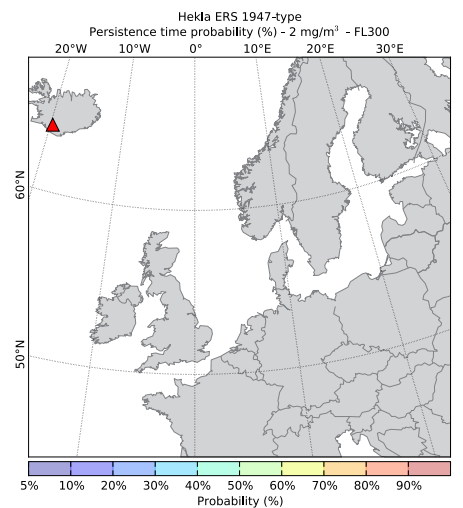 Hekla ERS 1947-type
Persistence time probability (%) - 2 mg/m³ - FL300
20°W 10°W 0° 10°E 20°E 30°E
60°N
50°N
5% 10% 20% 30% 40% 50% 60% 70% 80% 90%
Probability (%)